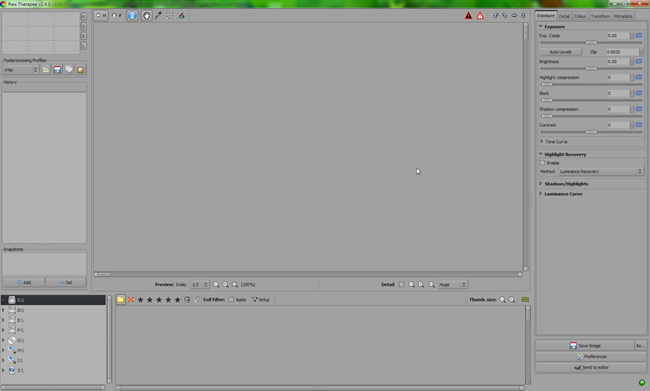 Raw Therapee v2.4.1
H
F
Postprocessing Profiles
crop
History
Snapshots
Add
Del
Preview: Scale: 1:1 (100%)
Detail
Huge
C:\
D:\
E:\
F:\
G:\
H:\
I:\
J:\
Exif Filter: Apply Setup
Thumb. size:
Exposure Detail Colour Transform Metadata
Exposure
Exp. Comp. 0.00
Auto Levels Clip 0.0020
Brightness 0.00
Highlight compression 0
Black 0
Shadow compression 0
Contrast 0
Tone Curve
Highlight Recovery
Enable
Method: Luminance Recovery
Shadows/Highlights
Luminance Curve
Save Image As...
Preferences
Send to editor